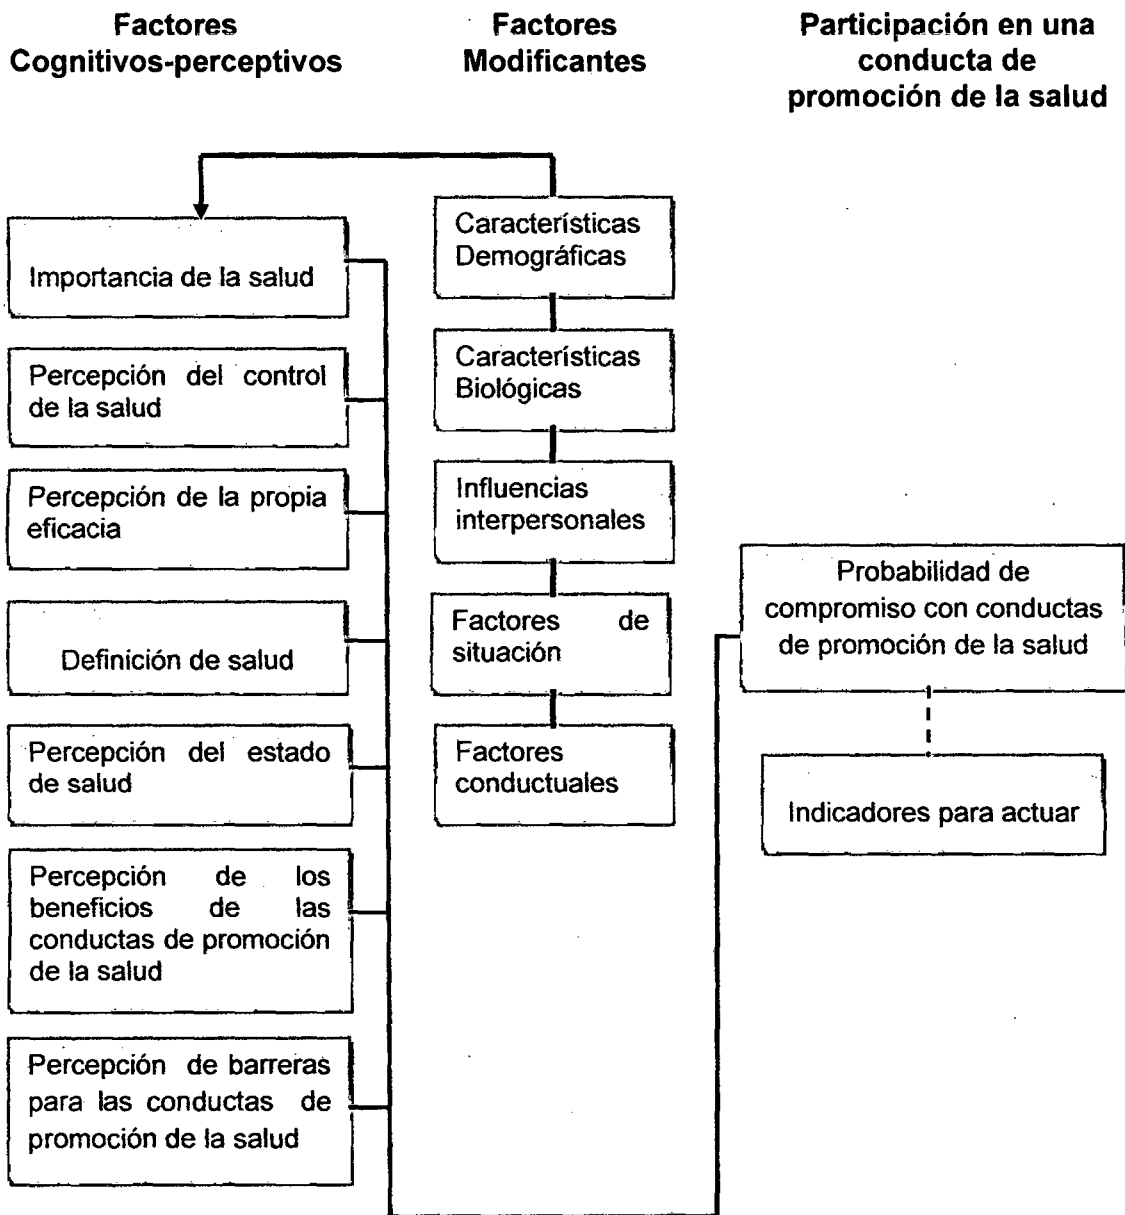 Factores
Cognitivos-perceptivos
Factores
Modificantes
Participación en una
conducta de
promoción de la salud
Importancia de la salud
Percepción del control
de la salud
Percepción de la propia
eficacia
Definición de salud
Percepción del estado
de salud
Percepción de los
beneficios de las
conductas de promoción
de la salud
Percepción de barreras
para las conductas de
promoción de la salud
Características
Demográficas
Características
Biológicas
Influencias
interpersonales
Factores de
situación
Factores
conductuales
Probabilidad de
compromiso con conductas
de promoción de la salud
Indicadores para actuar